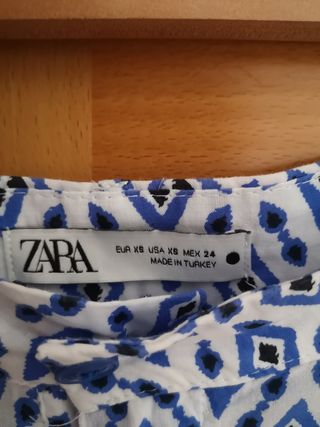 ZARA
EUR XS USA XS MEX 24
MADE IN TURKEY